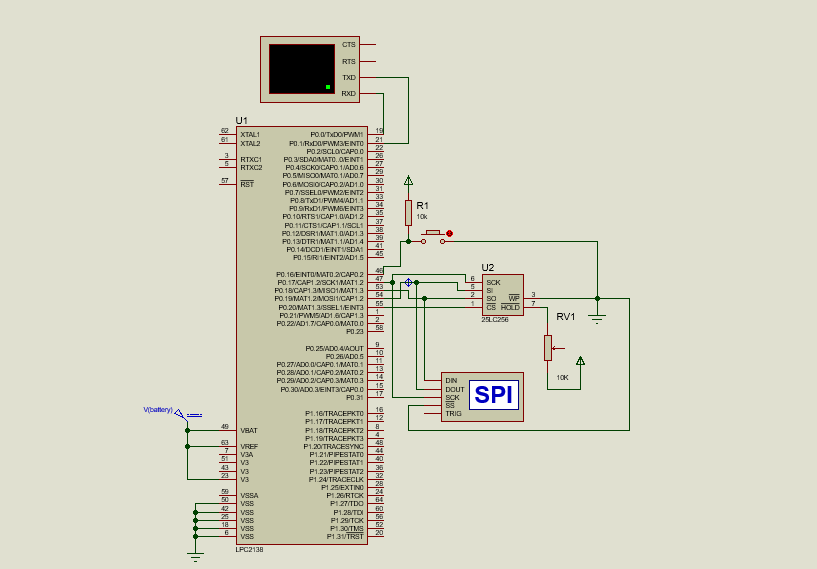 CTS
RTS
TXD
RXD
U1
62 XTAL1 P0.0/TxD0/PWM1 19
61 XTAL2 P0.1/RxD0/PWM3/EINT0 21
P0.2/SCL0/CAP0.0 22
3 RTXC1 P0.3/SDA0/MAT0.0/EINT1 26
5 RTXC2 P0.4/SCK0/CAP0.1/AD0.6 27
P0.5/MISO0/MAT0.1/AD0.7 29
57 RST P0.6/MOSI0/CAP0.2/AD1.0 30
P0.7/SSEL0/PWM2/EINT2 31
P0.8/TxD1/PWM4/AD1.1 33
P0.9/RxD1/PWM6/EINT3 34
P0.10/RTS1/CAP1.0/AD1.2 35
P0.11/CTS1/CAP1.1/SCL1 37
P0.12/DSR1/MAT1.0/AD1.3 38
P0.13/DTR1/MAT1.1/AD1.4 39
P0.14/DCD1/EINT1/SDA1 41
P0.15/RI1/EINT2/AD1.5 45
P0.16/EINT0/MAT0.2/CAP0.2 46
P0.17/CAP1.2/SCK1/MAT1.2 47
P0.18/CAP1.3/MISO1/MAT1.3 53
P0.19/MAT1.2/MOSI1/CAP1.2 54
P0.20/MAT1.3/SSEL1/EINT3 55
P0.21/PWM5/AD1.6/CAP1.3 1
P0.22/AD1.7/CAP0.0/MAT0.0 2
P0.23 58
P0.25/AD0.4/AOUT 9
P0.26/AD0.5 10
P0.27/AD0.0/CAP0.1/MAT0.1 11
P0.28/AD0.1/CAP0.2/MAT0.2 13
P0.29/AD0.2/CAP0.3/MAT0.3 14
P0.30/AD0.3/EINT3/CAP0.0 15
P0.31 17
P1.16/TRACEPKT0 16
P1.17/TRACEPKT1 12
49 VBAT P1.18/TRACEPKT2 8
P1.19/TRACEPKT3 4
63 VREF P1.20/TRACESYNC 48
7 V3A P1.21/PIPESTAT0 44
51 V3 P1.22/PIPESTAT1 40
43 V3 P1.23/PIPESTAT2 36
23 V3 P1.24/TRACECLK 32
P1.25/EXTIN0 28
59 VSSA P1.26/RTCK 24
50 VSS P1.27/TDO 64
42 VSS P1.28/TDI 60
25 VSS P1.29/TCK 56
18 VSS P1.30/TMS 52
6 VSS P1.31/TRST 20
LPC2138
V(battery)
R1
10k
U2
6 SCK
5 SI
2 SO WP 3
1 CS HOLD 7
25LC256
RV1
10K
DIN
DOUT
SCK
SS
TRIG
SPI